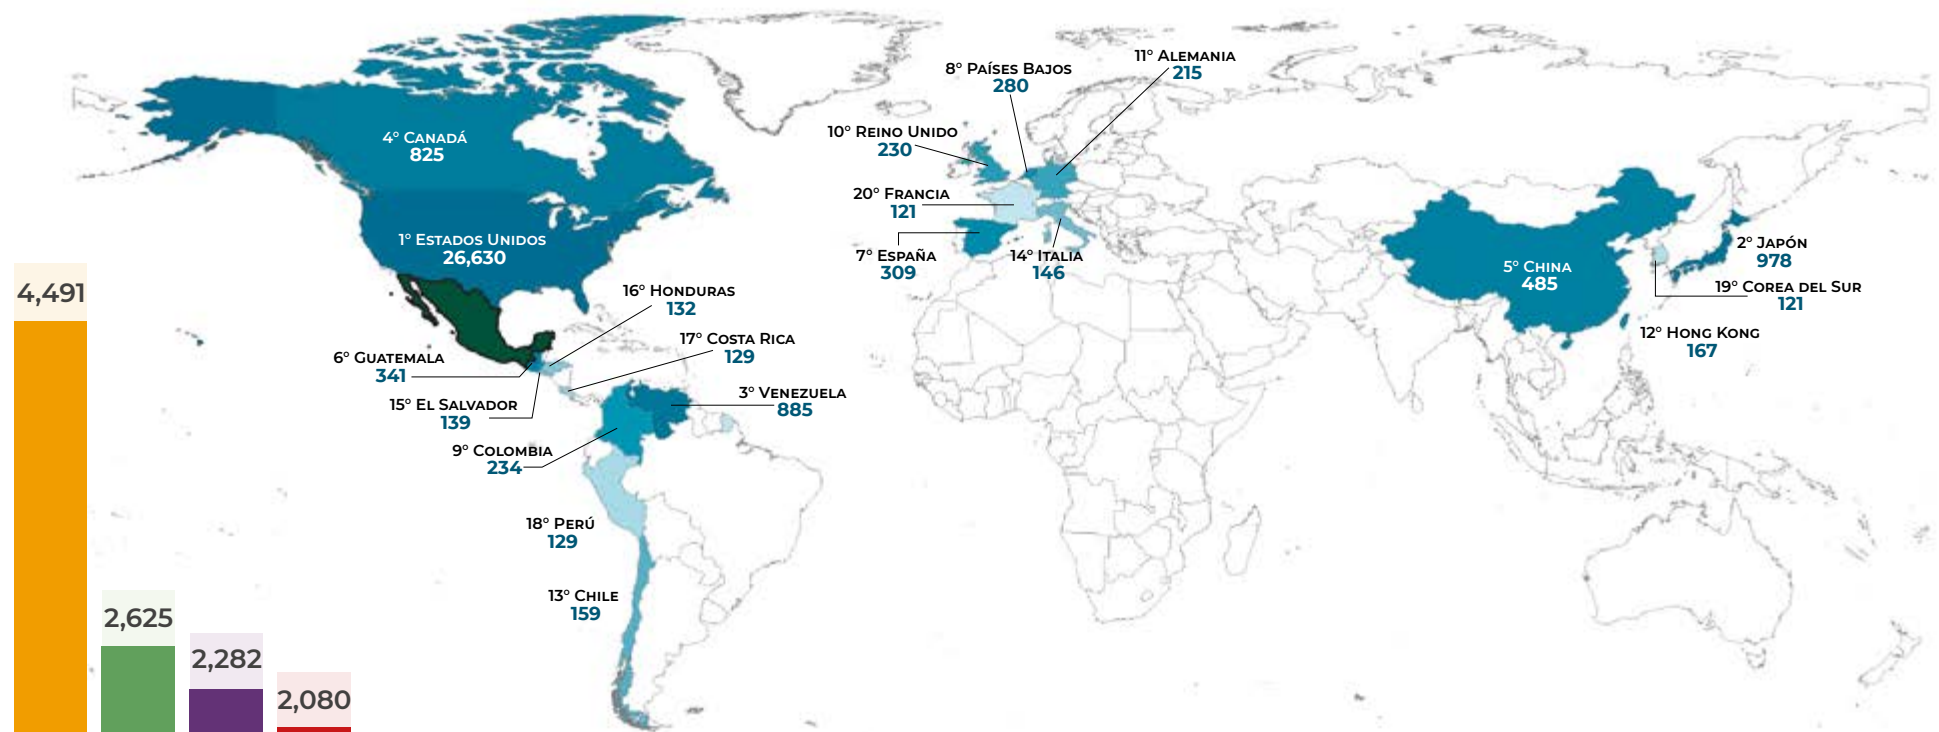 4° CANADÁ
825
1° ESTADOS UNIDOS
26,630
16° HONDURAS
132
17° COSTA RICA
129
6° GUATEMALA
341
15° EL SALVADOR
139
3° VENEZUELA
885
9° COLOMBIA
234
18° PERÚ
129
13° CHILE
159
11° ALEMANIA
215
8° PAÍSES BAJOS
280
10° REINO UNIDO
230
20° FRANCIA
121
7° ESPAÑA
309
14° ITALIA
146
5° CHINA
485
2° JAPÓN
978
19° COREA DEL SUR
121
12° HONG KONG
167
4,491
2,625
2,282
2,080